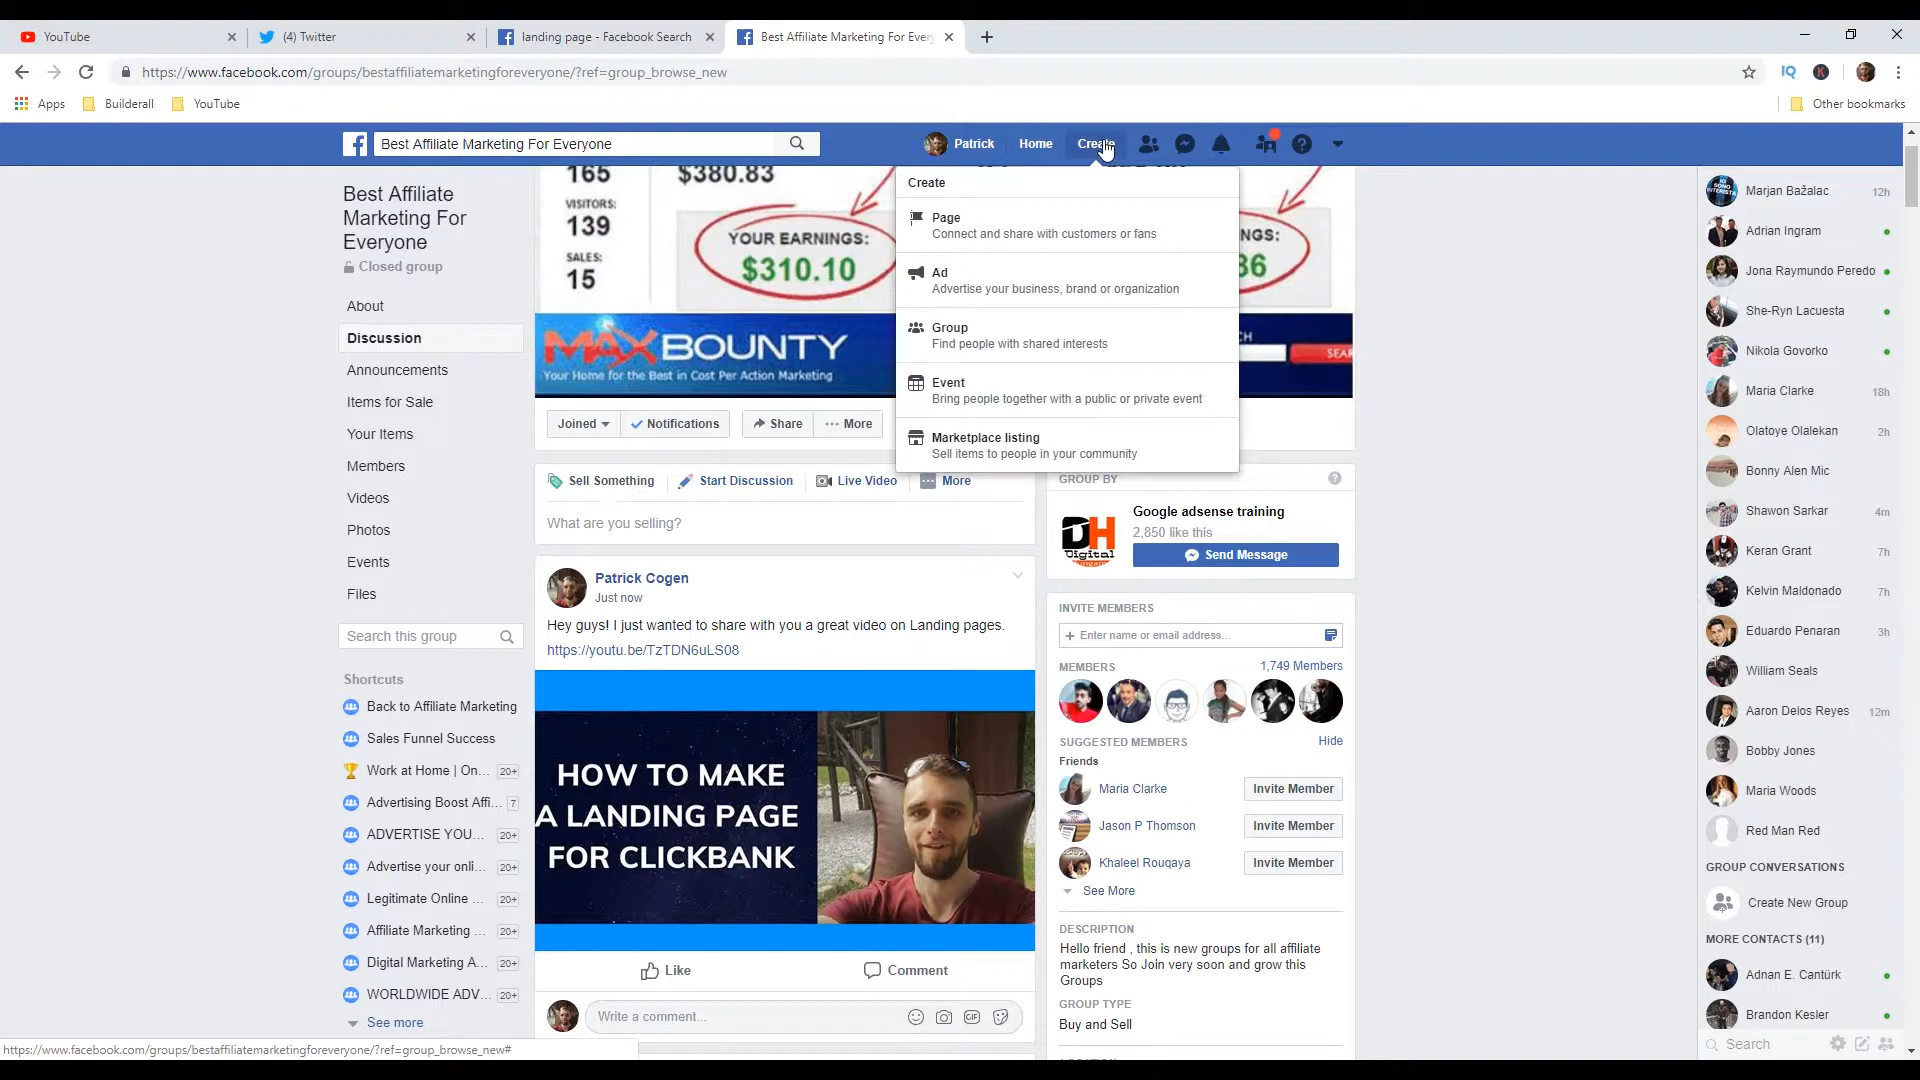 YouTube
(4) Twitter
landing page - Facebook Search
Best Affiliate Marketing For Every
https://www.facebook.com/groups/bestaffiliatemarketingforeveryone/?ref=group_browse_new
IQ
K
Apps
Builderall
YouTube
Other bookmarks
Best Affiliate Marketing For Everyone
Patrick
Home
Create
Best Affiliate
Marketing For
Everyone
Closed group
About
Discussion
Announcements
Items for Sale
Your Items
Members
Videos
Photos
Events
Files
Search this group
Shortcuts
Back to Affiliate Marketing
Sales Funnel Success
Work at Home | On... 20+
Advertising Boost Affi... 7
ADVERTISE YOU... 20+
Advertise your onli... 20+
Legitimate Online ... 20+
Affiliate Marketing ... 20+
Digital Marketing A... 20+
WORLDWIDE ADV... 20+
See more
165
$380.83
VISITORS:
139
SALES:
15
YOUR EARNINGS:
$310.10
NGS:
36
MAXBOUNTY
Your Home for the Best in Cost Per Action Marketing
CH
SEAR
Create
Page
Connect and share with customers or fans
Ad
Advertise your business, brand or organization
Group
Find people with shared interests
Event
Bring people together with a public or private event
Marketplace listing
Sell items to people in your community
Joined
Notifications
Share
More
Sell Something
Start Discussion
Live Video
More
What are you selling?
Patrick Cogen
Just now
Hey guys! I just wanted to share with you a great video on Landing pages.
https://youtu.be/TzTDN6uLS08
HOW TO MAKE
A LANDING PAGE
FOR CLICKBANK
Like
Comment
Write a comment...
GIF
GROUP BY
DH
Digital
Google adsense training
2,850 like this
Send Message
INVITE MEMBERS
+ Enter name or email address...
MEMBERS
1,749 Members
SUGGESTED MEMBERS
Hide
Friends
Maria Clarke
Invite Member
Jason P Thomson
Invite Member
Khaleel Rouqaya
Invite Member
See More
DESCRIPTION
Hello friend , this is new groups for all affiliate
marketers So Join very soon and grow this
Groups
GROUP TYPE
Buy and Sell
Marjan Bažalac 12h
Adrian Ingram
Jona Raymundo Peredo
She-Ryn Lacuesta
Nikola Govorko
Maria Clarke 18h
Olatoye Olalekan 2h
Bonny Alen Mic
Shawon Sarkar 4m
Keran Grant 7h
Kelvin Maldonado 7h
Eduardo Penaran 3h
William Seals
Aaron Delos Reyes 12m
Bobby Jones
Maria Woods
Red Man Red
GROUP CONVERSATIONS
Create New Group
MORE CONTACTS (11)
Adnan E. Cantürk
Brandon Kesler
Search
https://www.facebook.com/groups/bestaffiliatemarketingforeveryone/?ref=group_browse_new#